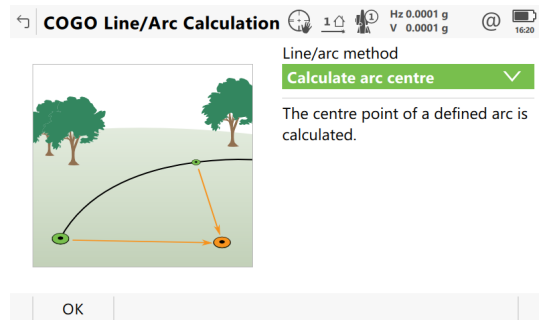 COGO Line/Arc Calculation
1
1
Hz 0.0001 g
V 0.0001 g
@
16:20
Line/arc method
Calculate arc centre
The centre point of a defined arc is
calculated.
OK